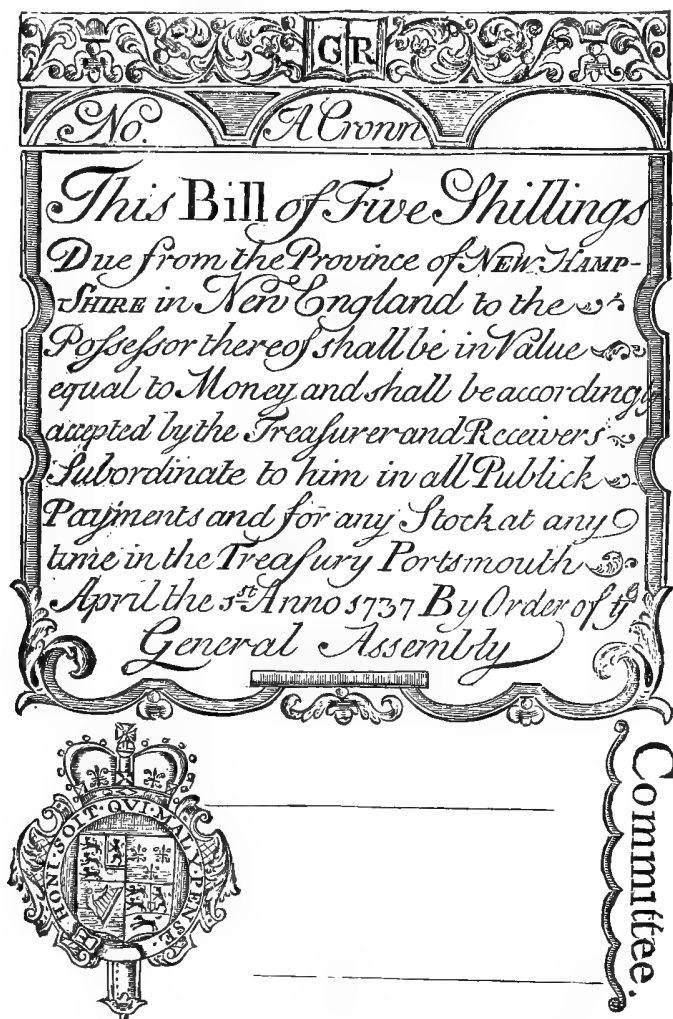 GR
No. A Crown
This Bill of Five Shillings
Due from the Province of NEW HAMP-
SHIRE in New England to the
Poſseſsor thereof shall be in Value
equal to Money and shall be accordingly
accepted by the Treaſurer and Receivers
Subordinate to him in all Publick
Payments and for any Stock at any
time in the Treaſury Portsmouth
April the 1st Anno 1737 By Order of ye
General Assembly
HONI·SOIT·QVI·MAL·Y·PENSE·
Committee.